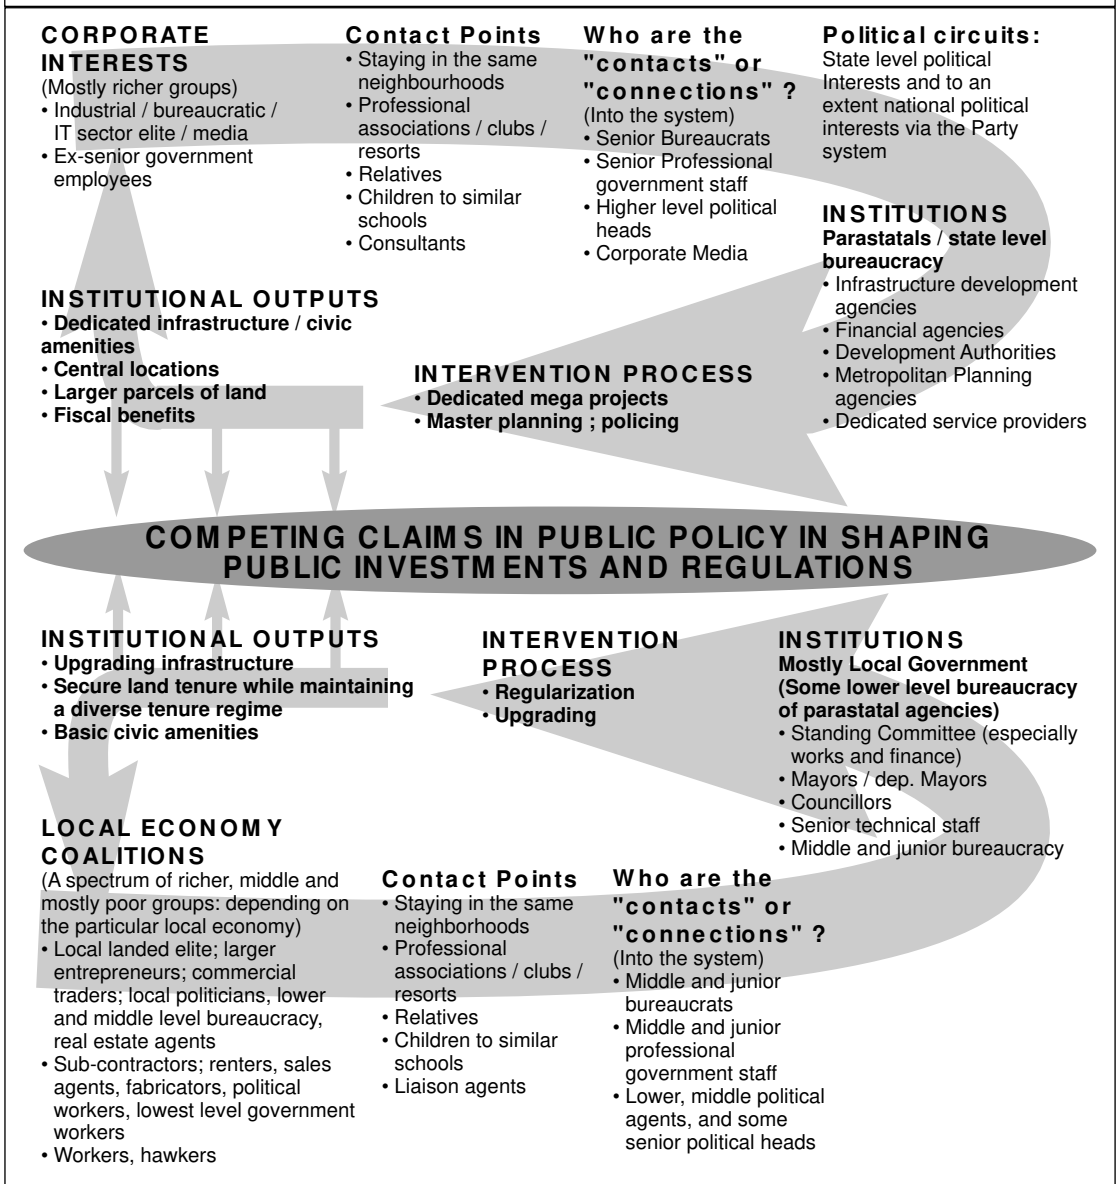 CORPORATE
INTERESTS
(Mostly richer groups)
• Industrial / bureaucratic /
IT sector elite / media
• Ex-senior government
employees
Contact Points
• Staying in the same
neighbourhoods
• Professional
associations / clubs /
resorts
• Relatives
• Children to similar
schools
• Consultants
Who are the
"contacts" or
"connections" ?
(Into the system)
• Senior Bureaucrats
• Senior Professional
government staff
• Higher level political
heads
• Corporate Media
Political circuits:
State level political
Interests and to an
extent national political
interests via the Party
system
INSTITUTIONS
Parastatals / state level
bureaucracy
• Infrastructure development
agencies
• Financial agencies
• Development Authorities
• Metropolitan Planning
agencies
• Dedicated service providers
INSTITUTIONAL OUTPUTS
• Dedicated infrastructure / civic
amenities
• Central locations
• Larger parcels of land
• Fiscal benefits
INTERVENTION PROCESS
• Dedicated mega projects
• Master planning ; policing
COMPETING CLAIMS IN PUBLIC POLICY IN SHAPING
PUBLIC INVESTMENTS AND REGULATIONS
INSTITUTIONAL OUTPUTS
• Upgrading infrastructure
• Secure land tenure while maintaining
a diverse tenure regime
• Basic civic amenities
INTERVENTION
PROCESS
• Regularization
• Upgrading
INSTITUTIONS
Mostly Local Government
(Some lower level bureaucracy
of parastatal agencies)
• Standing Committee (especially
works and finance)
• Mayors / dep. Mayors
• Councillors
• Senior technical staff
• Middle and junior bureaucracy
LOCAL ECONOMY
COALITIONS
(A spectrum of richer, middle and
mostly poor groups: depending on
the particular local economy)
• Local landed elite; larger
entrepreneurs; commercial
traders; local politicians, lower
and middle level bureaucracy,
real estate agents
• Sub-contractors; renters, sales
agents, fabricators, political
workers, lowest level government
workers
• Workers, hawkers
Contact Points
• Staying in the same
neighborhoods
• Professional
associations / clubs /
resorts
• Relatives
• Children to similar
schools
• Liaison agents
Who are the
"contacts" or
"connections" ?
(Into the system)
• Middle and junior
bureaucrats
• Middle and junior
professional
government staff
• Lower, middle political
agents, and some
senior political heads